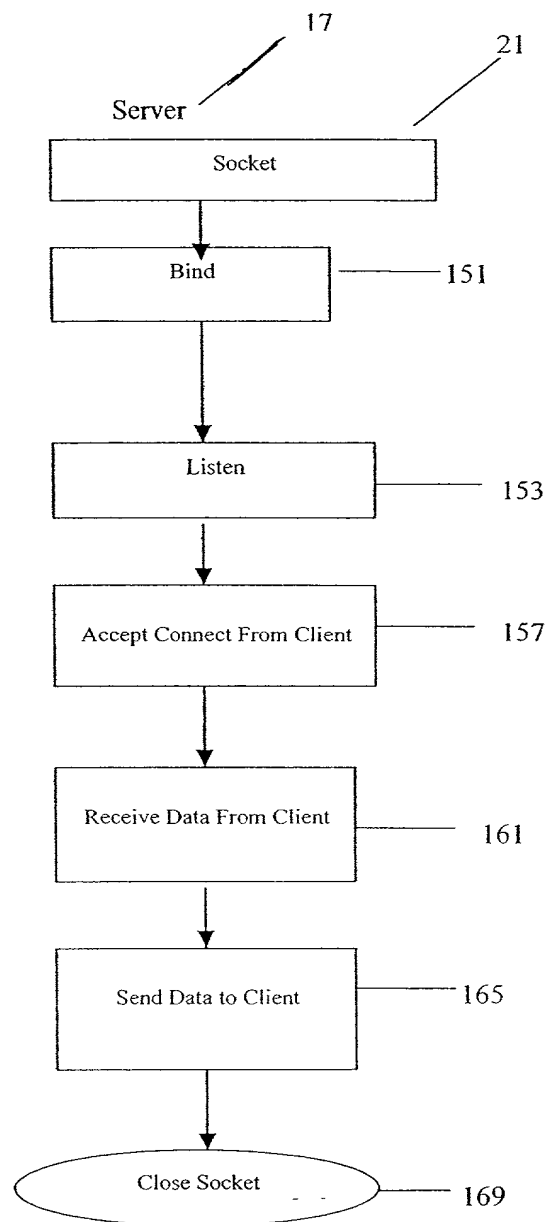 17
21
Server
Socket
Bind
151
Listen
153
Accept Connect From Client
157
Receive Data From Client
161
Send Data to Client
165
Close Socket
169